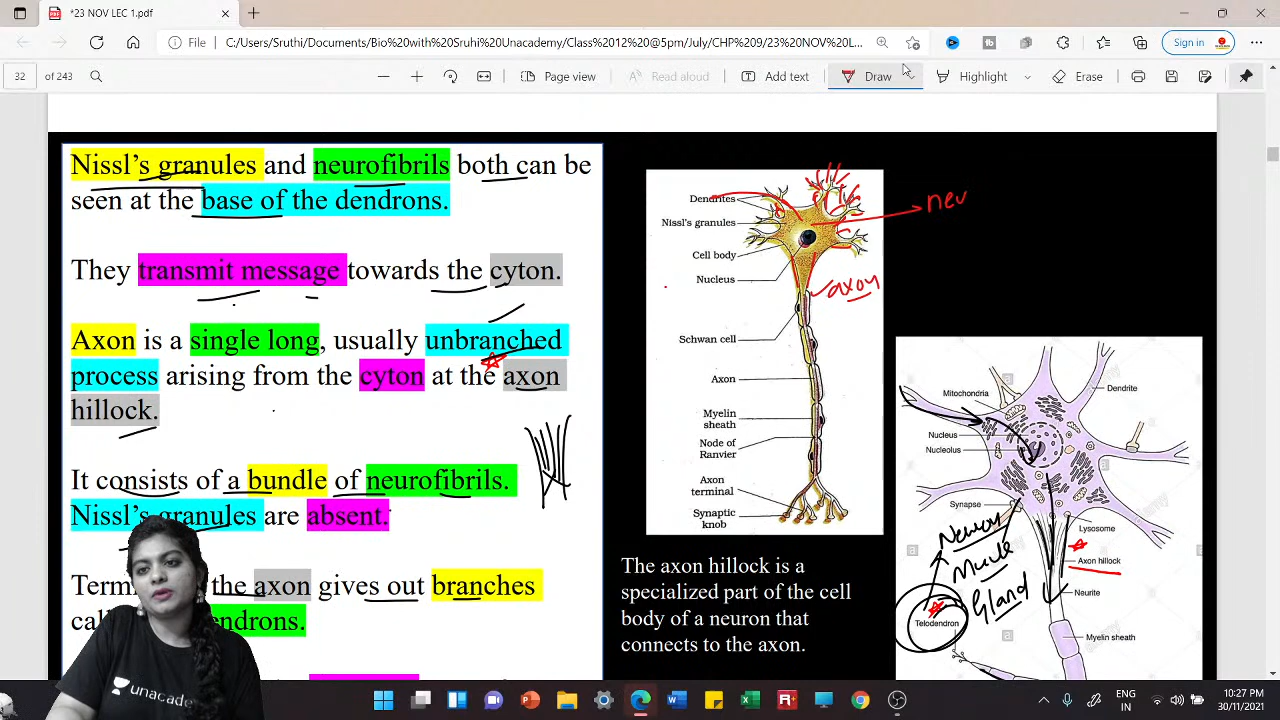 *23 NOV LEC 1.pdf
File
C:/Users/Sruthi/Documents/Bio%20with%20Sruhi%20Unacademy/Class%2012%20@5pm/July/CHP%209/23%20NOV%20L...
Sign in
32 of 243
Page view
Read aloud
Add text
Draw
Highlight
Erase
Nissl's granules and neurofibrils both can be
seen at the base of the dendrons.
They transmit message towards the cyton.
Axon is a single long, usually unbranched
process arising from the cyton at the axon
hillock.
It consists of a bundle of neurofibrils.
Nissl's granules are absent.
the axon gives out branches
Dendrites
Nissl's granules
Cell body
Nucleus
Schwan cell
Axon
Myelin
sheath
Node of
Ranvier
Axon
terminal
Synaptic
knob
neu
axon
The axon hillock is a
specialized part of the cell
body of a neuron that
connects to the axon.
Mitochondria
Dendrite
Nucleus
Nucleolus
Synapse
Lysosome
Axon hillock
Neurite
Telodendron
Myelin sheath
Neuron
Muscle
Gland
unacade
ENG
IN
10:27 PM
30/11/2021